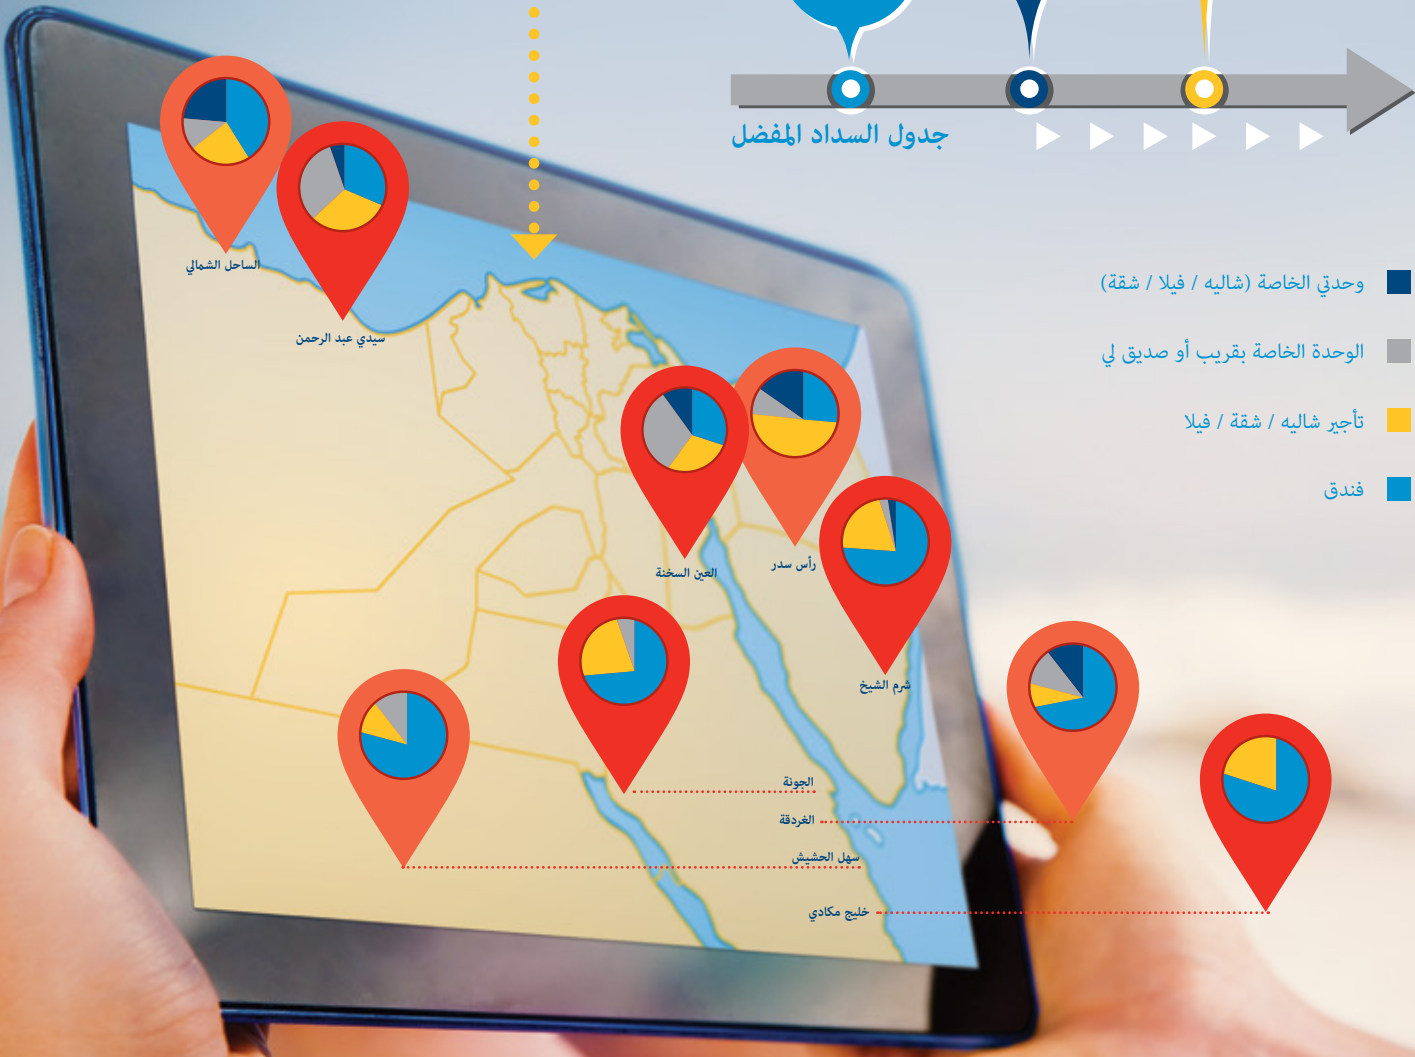 جدول السداد المفضل
وحدتي الخاصة (شاليه / فيلا / شقة)
الوحدة الخاصة بقريب أو صديق لي
تأجير شاليه / شقة / فيلا
فندق
الساحل الشمالي
سيدي عبد الرحمن
العين السخنة
رأس سدر
شرم الشيخ
الجونة
الغردقة
سهل الحشيش
خليج مكادي